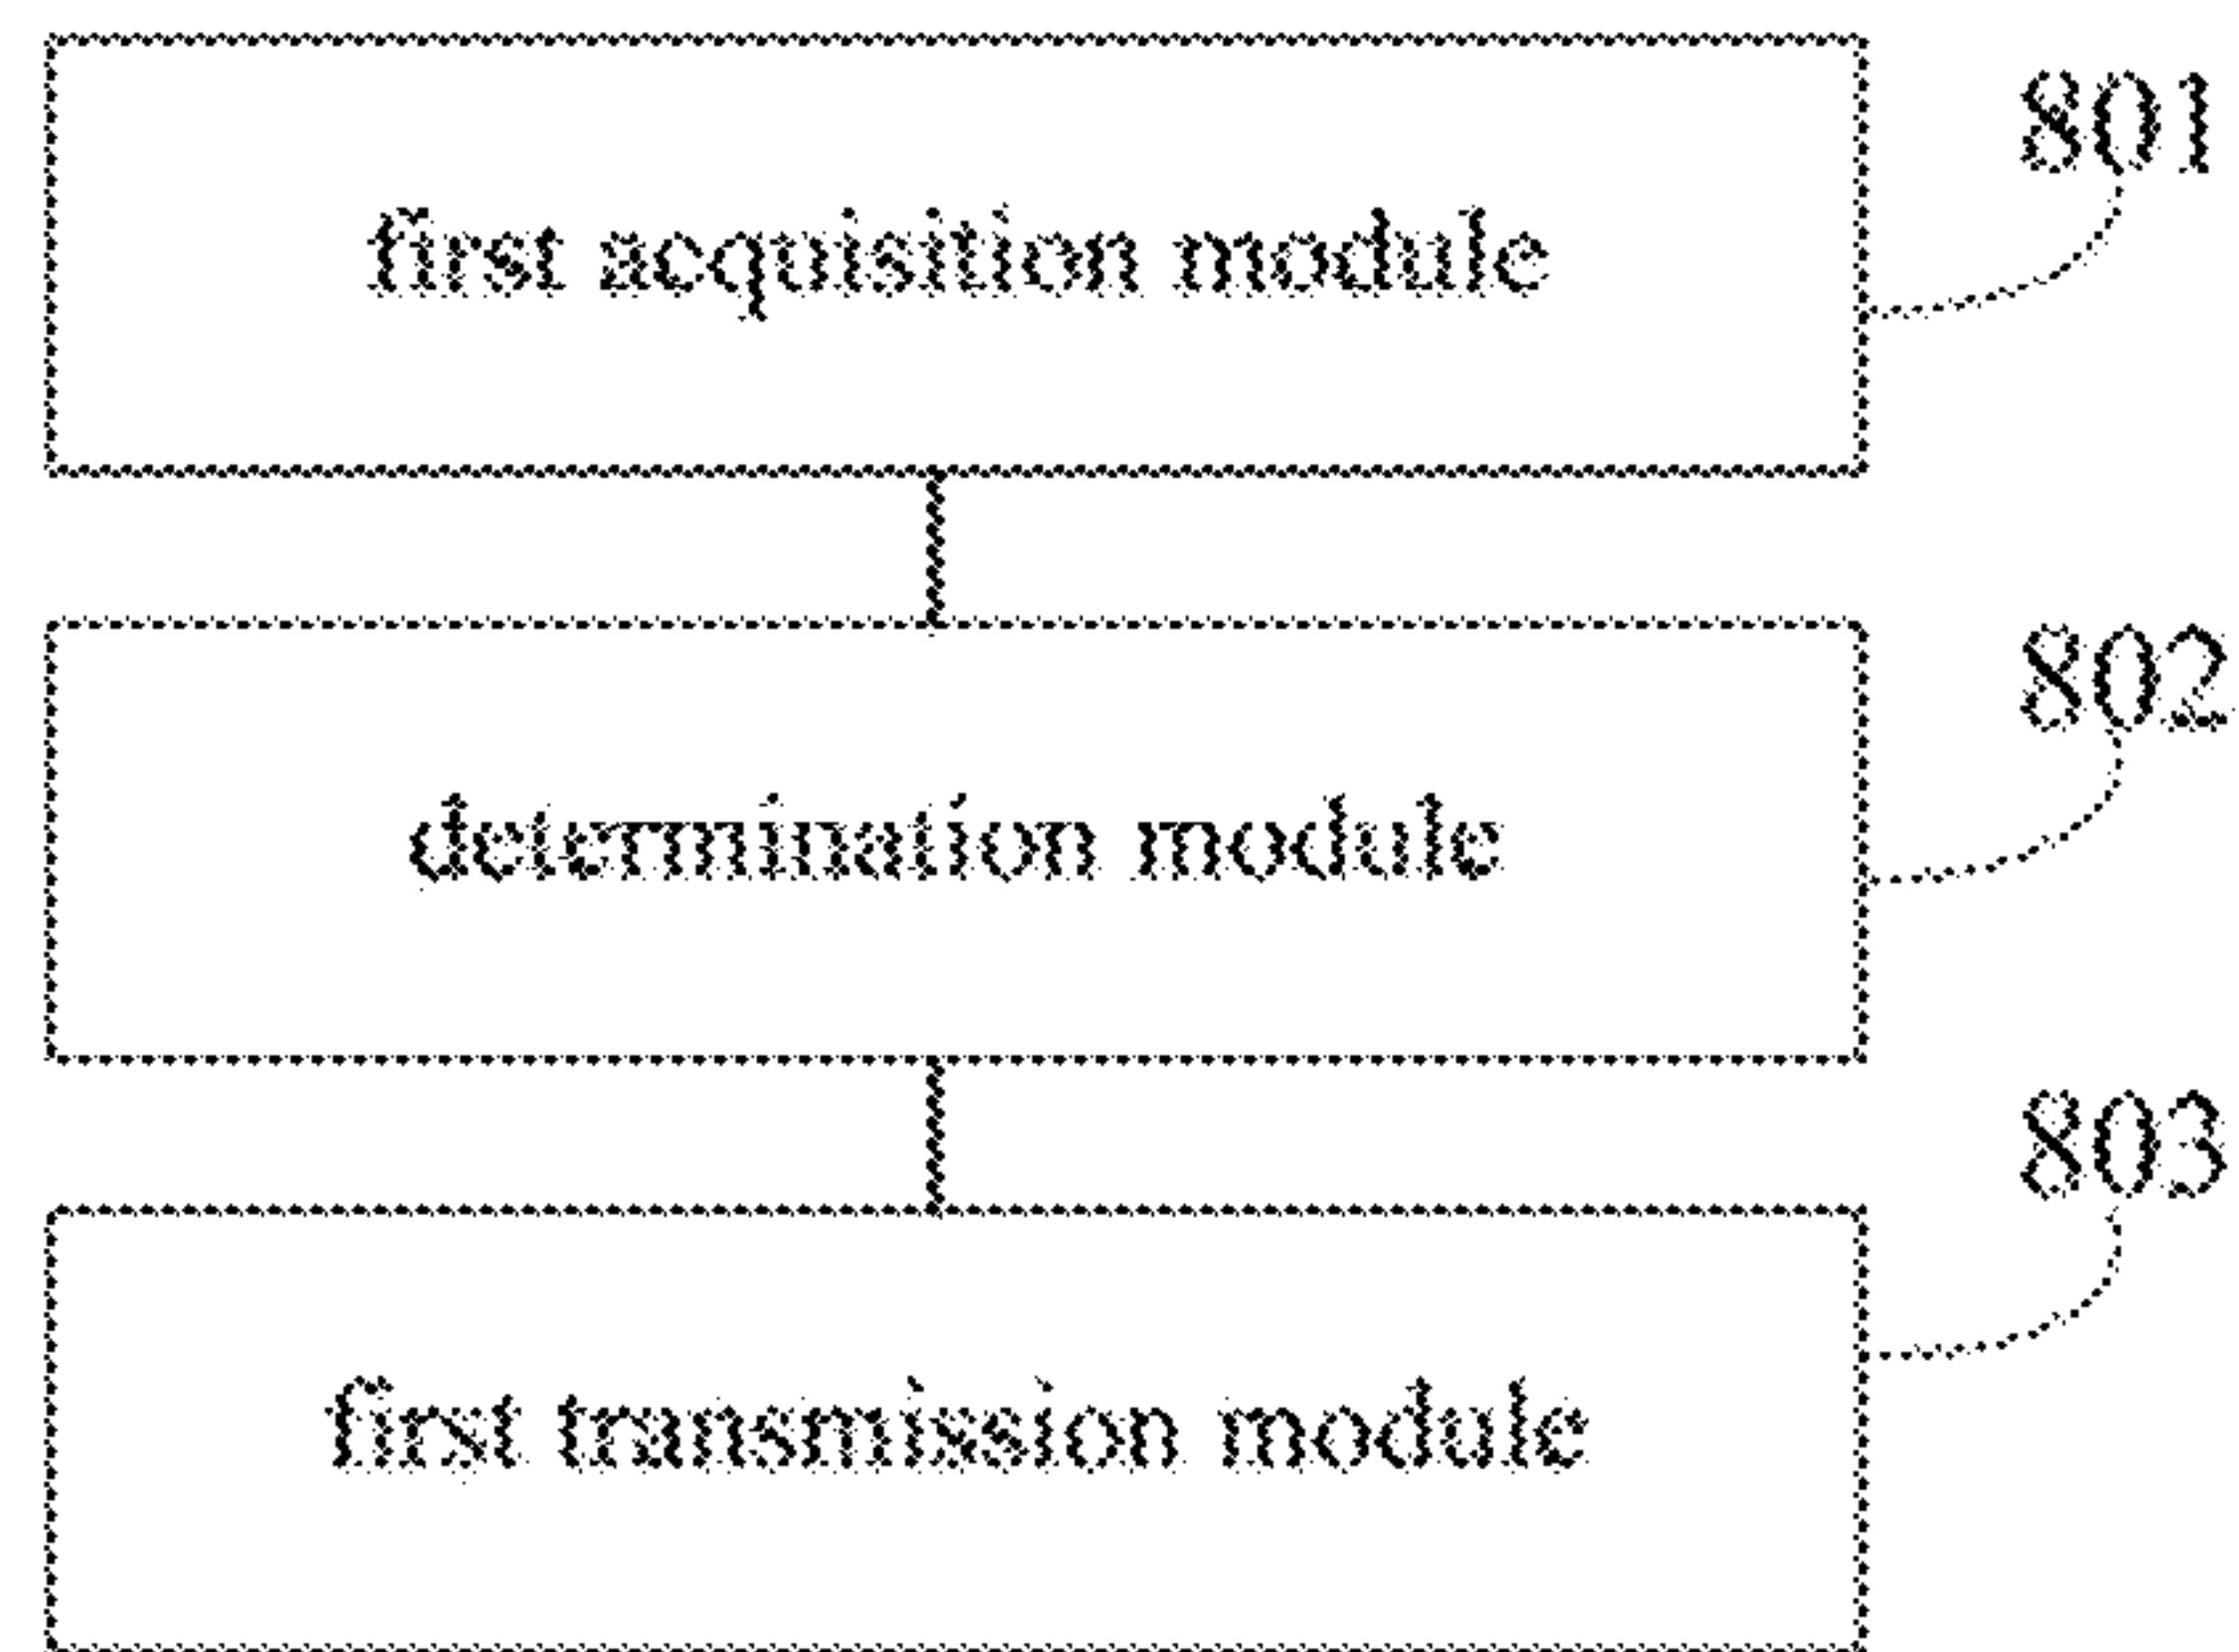 801
first acquisition module
802
determination module
803
first transmission module